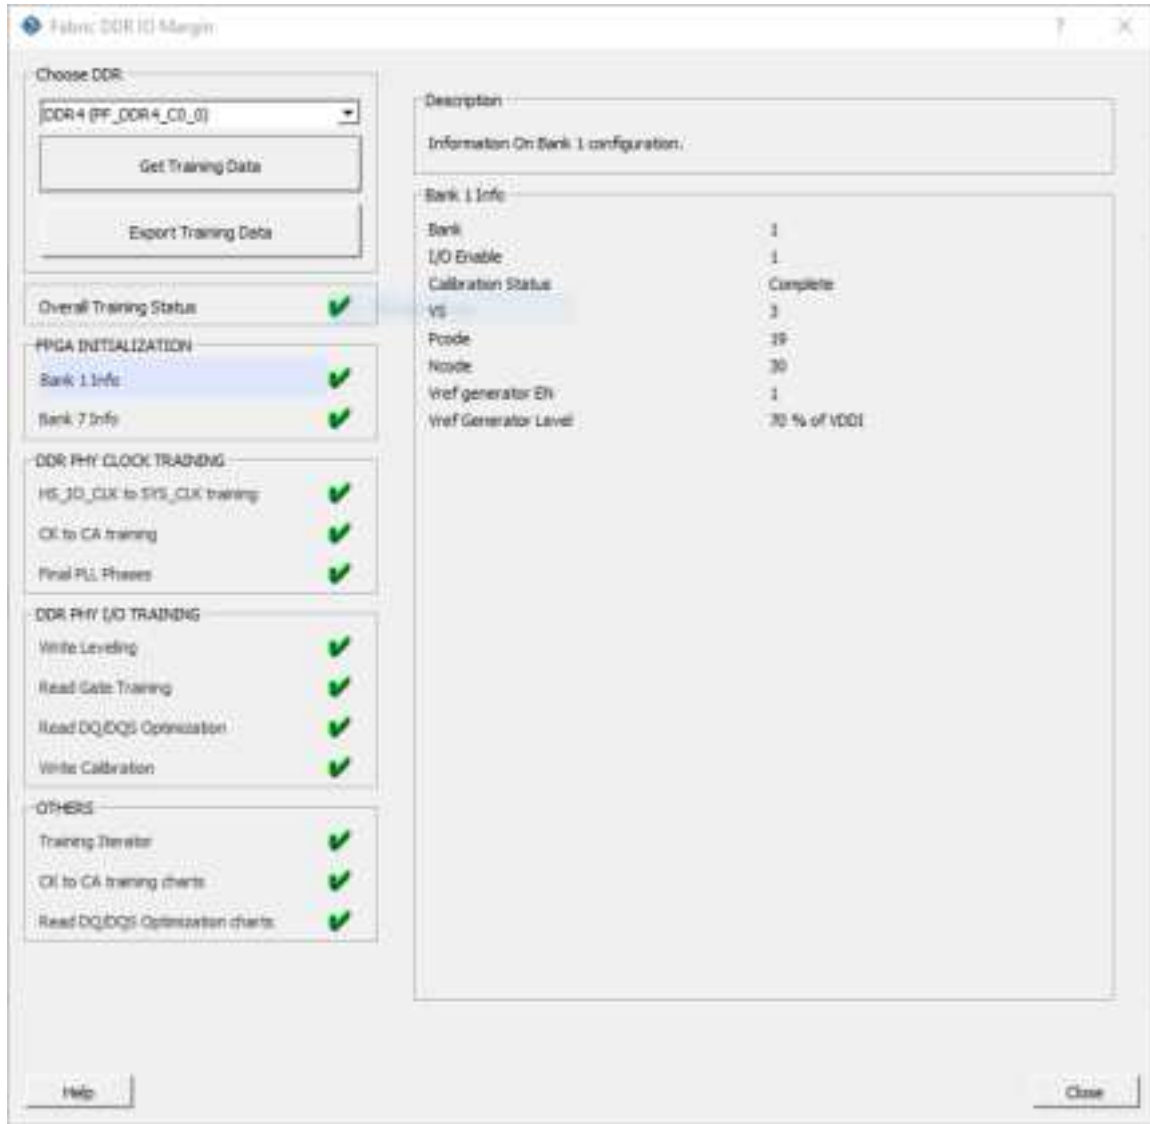 Fabric DDR IO Margin
?
Choose DDR
DDR4 (PF_DDR4_C0_0)
Get Training Data
Export Training Data
Overall Training Status
FPGA INITIALIZATION
Bank 1 Info
Bank 7 Info
DDR PHY CLOCK TRAINING
HS_IO_CLK to SYS_CLK training
CK to CA training
Final PLL Phases
DDR PHY I/O TRAINING
Write Leveling
Read Gate Training
Read DQ/DQS Optimization
Write Calibration
OTHERS
Training Iterator
CK to CA training charts
Read DQ/DQS Optimization charts
Description
Information On Bank 1 configuration.
Bank 1 Info
Bank 1
I/O Enable 1
Calibration Status Complete
VS 3
Pcode 19
Ncode 30
Vref generator EN 1
Vref Generator Level 70 % of VDDI
Help
Close